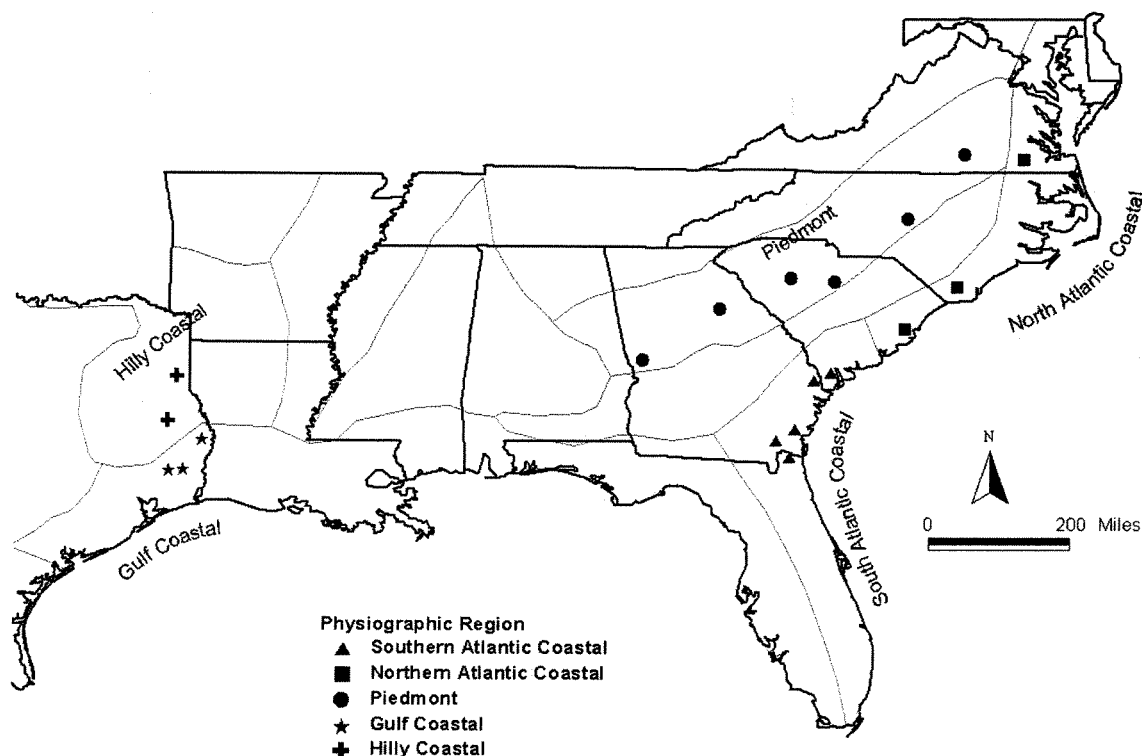 Piedmont
North Atlantic Coastal
Hilly Coastal
N
0 200 Miles
South Atlantic Coastal
Gulf Coastal
Physiographic Region
Southern Atlantic Coastal
Northern Atlantic Coastal
Piedmont
Gulf Coastal
Hilly Coastal